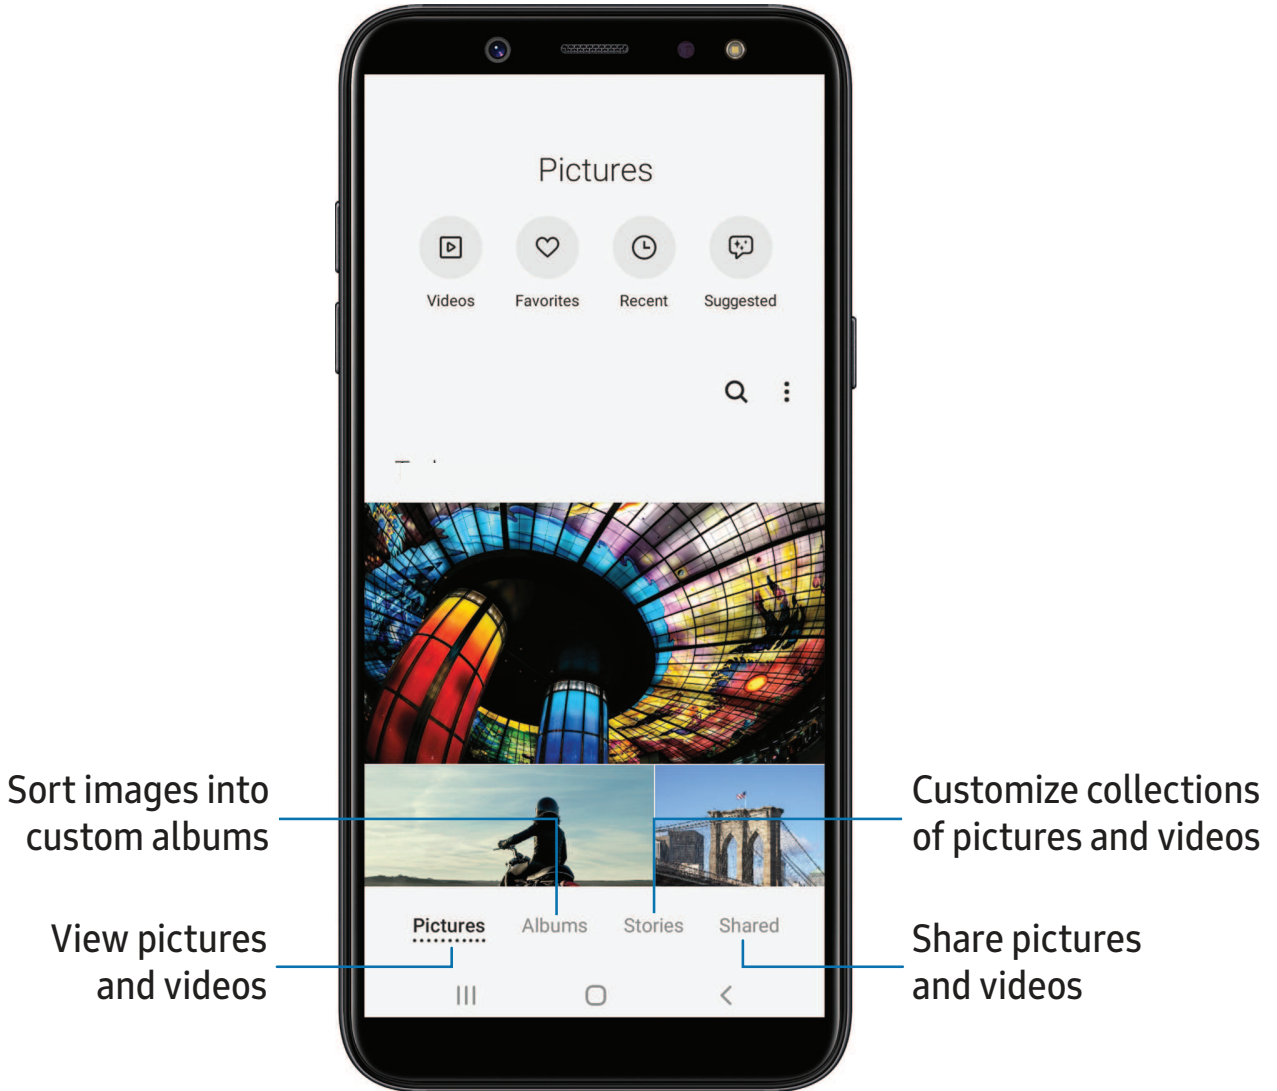 Pictures
Videos
Favorites
Recent
Suggested
Sort images into
custom albums
Customize collections
of pictures and videos
Pictures
Albums
Stories
Shared
View pictures
and videos
Share pictures
and videos